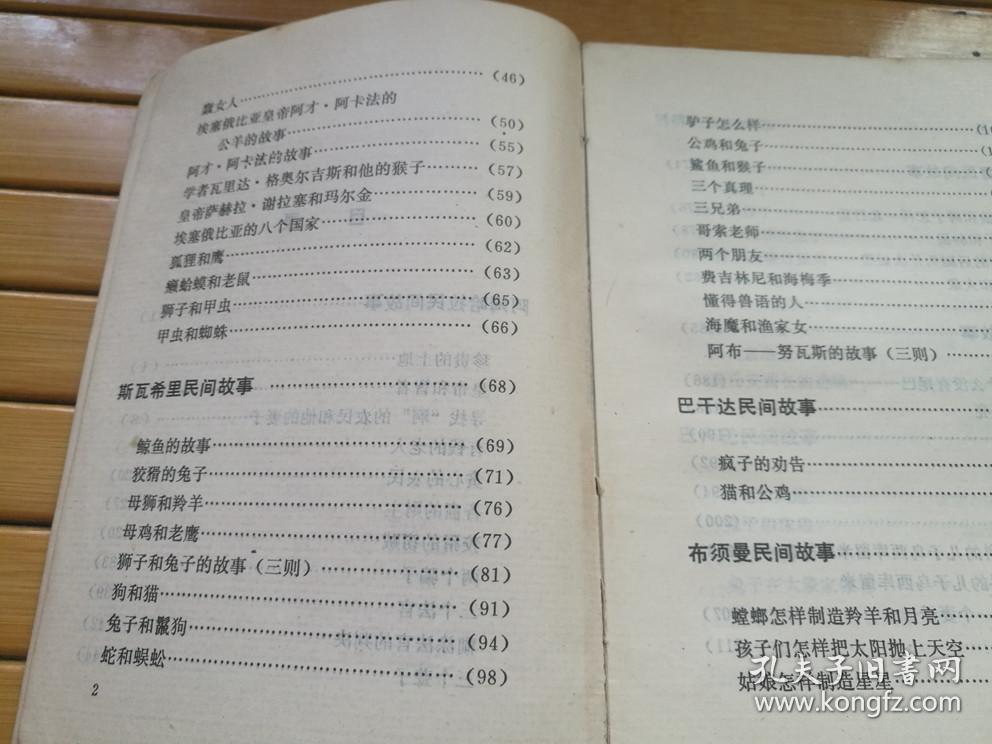 蠢女人……(46)
埃塞俄比亚皇帝阿才·阿卡法的
公羊的故事……(50)
阿才·阿卡法的故事……(55)
学者瓦里达·格奥尔吉斯和他的猴子……(57)
皇帝萨赫拉·谢拉塞和玛尔金……(59)
埃塞俄比亚的八个国家……(60)
狐狸和鹰……(62)
癞蛤蟆和老鼠……(63)
狮子和甲虫……(65)
甲虫和蜘蛛……(66)
斯瓦希里民间故事……(68)
鲸鱼的故事……(69)
狡猾的兔子……(71)
母狮和羚羊……(76)
母鸡和老鹰……(77)
狮子和兔子的故事（三则）……(81)
狗和猫……(91)
兔子和鬣狗……(94)
蛇和蜈蚣……(98)
2
驴子怎么样……
公鸡和兔子……
鲨鱼和猴子……
三个真理……
三兄弟……
哥索老师……
两个朋友……
费吉林尼和海梅季……
懂得兽语的人……
海魔和渔家女……
阿布——努瓦斯的故事（三则）……
巴干达民间故事……
疯子的劝告……
猫和公鸡……
布须曼民间故事……
螳螂怎样制造羚羊和月亮……
孩子们怎样把太阳抛上天空……
姑娘怎样制造星星……
孔夫子旧书网
www.kongfz.com